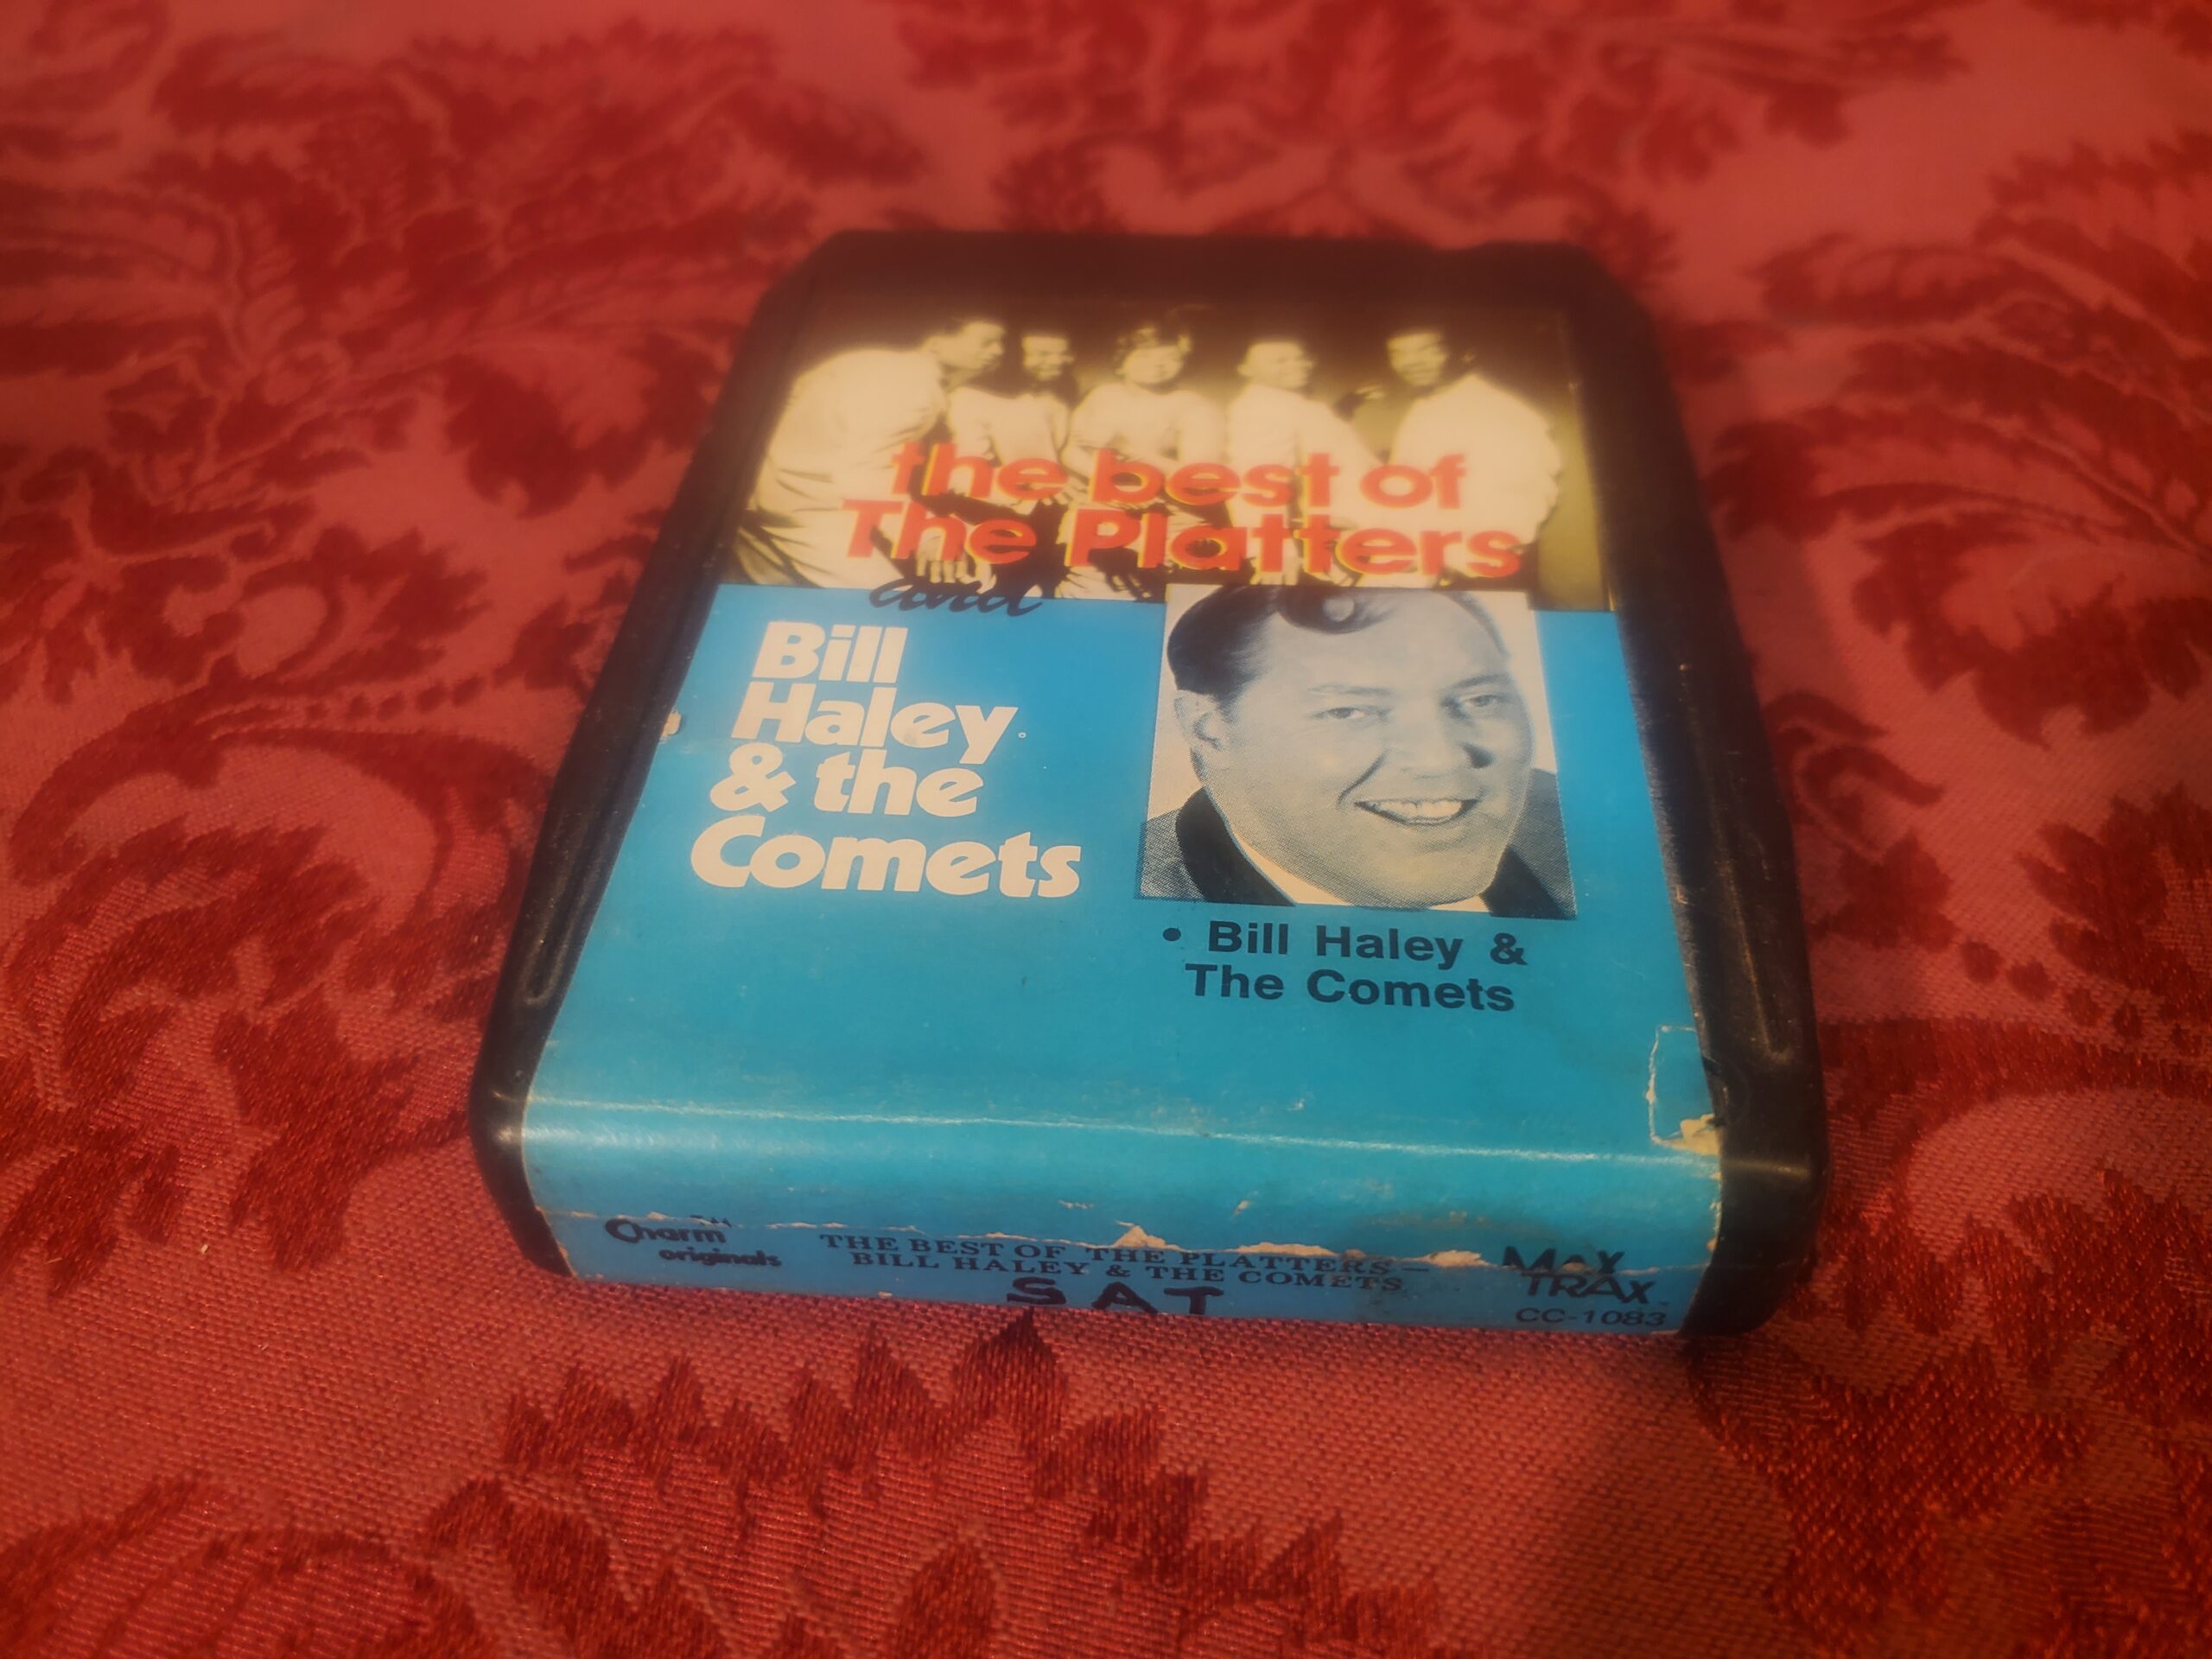 the best of
The Platters
and
Bill
Haley
& the
Comets
• Bill Haley &
The Comets
Charm
originals
THE BEST OF THE PLATTERS –
BILL HALEY & THE COMETS
SAT
MAX
TRAX
CC-1083